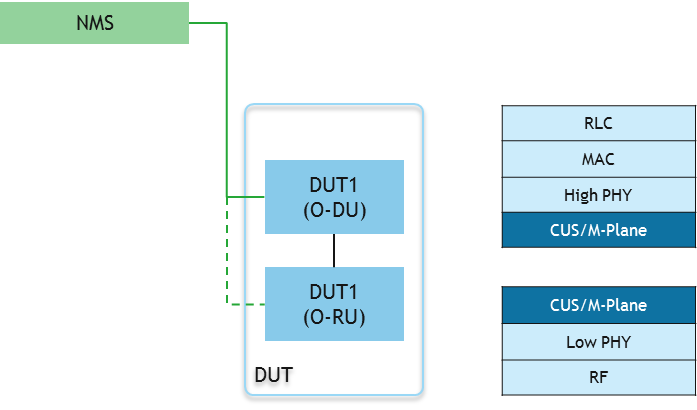 NMS
DUT1
(O-DU)
DUT1
(O-RU)
DUT
RLC
MAC
High PHY
CUS/M-Plane
CUS/M-Plane
Low PHY
RF